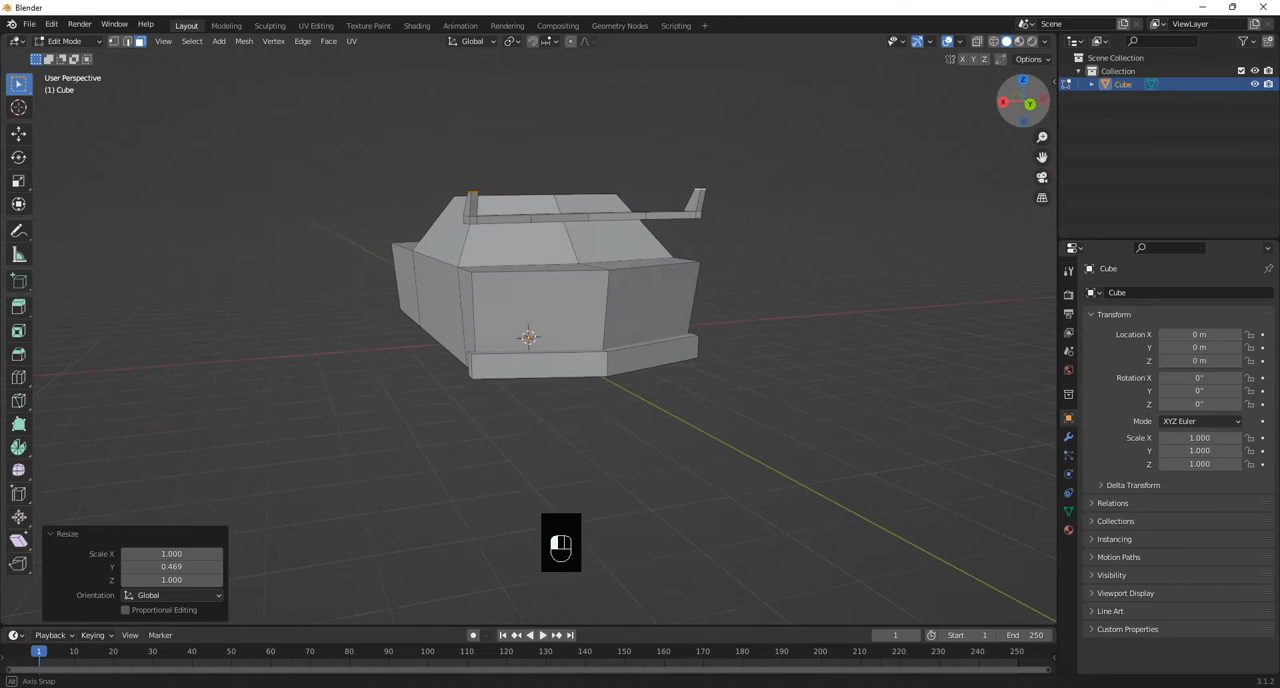 Blender
File Edit Render Window Help Layout Modeling Sculpting UV Editing Texture Paint Shading Animation Rendering Compositing Geometry Nodes Scripting + Scene ViewLayer
Edit Mode View Select Add Mesh Vertex Edge Face UV Global
X Y Z Options
User Perspective
(1) Cube
Scene Collection
Collection
Cube
Z
X Y
Cube
Cube
Transform
Location X 0 m
Y 0 m
Z 0 m
Rotation X 0°
Y 0°
Z 0°
Mode XYZ Euler
Scale X 1.000
Y 1.000
Z 1.000
Delta Transform
Relations
Collections
Instancing
Motion Paths
Visibility
Viewport Display
Line Art
Custom Properties
Resize
Scale X 1.000
Y 0.469
Z 1.000
Orientation Global
Proportional Editing
Playback Keying View Marker 1 Start 1 End 250
1 10 20 30 40 50 60 70 80 90 100 110 120 130 140 150 160 170 180 190 200 210 220 230 240 250
Alt Axis Snap 3.1.2